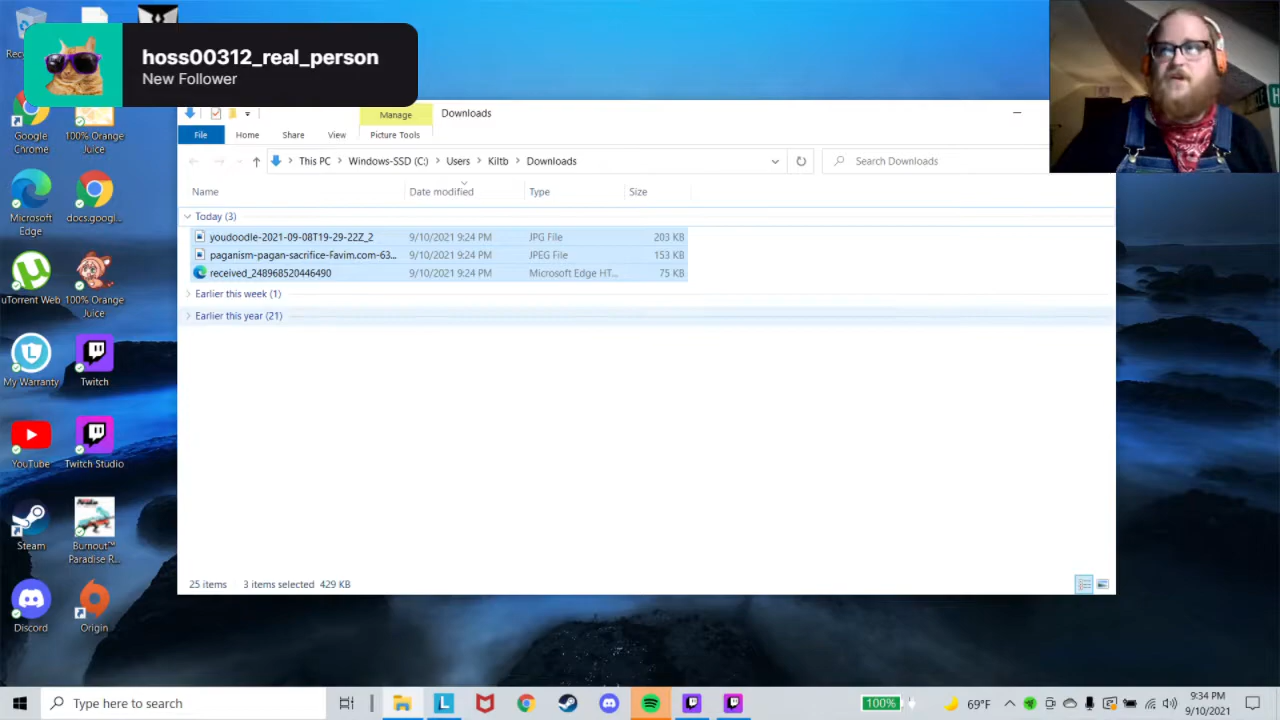 hoss00312_real_person
New Follower
Manage
Downloads
File
Home
Share
View
Picture Tools
This PC
Windows-SSD (C:)
Users
Kiltb
Downloads
Search Downloads
Name
Date modified
Type
Size
Today (3)
youdoodle-2021-09-08T19-29-22Z_2 9/10/2021 9:24 PM JPG File 203 KB
paganism-pagan-sacrifice-Favim.com-63... 9/10/2021 9:24 PM JPEG File 153 KB
received_248968520446490 9/10/2021 9:24 PM Microsoft Edge HT... 75 KB
Earlier this week (1)
Earlier this year (21)
25 items 3 items selected 429 KB
Google
Chrome
100% Orange
Juice
Microsoft
Edge
docs.googl...
uTorrent Web
100% Orange
Juice
My Warranty
Twitch
YouTube
Twitch Studio
Steam
Burnout™
Paradise R...
Discord
Origin
Type here to search
100%
69°F
9:34 PM
9/10/2021